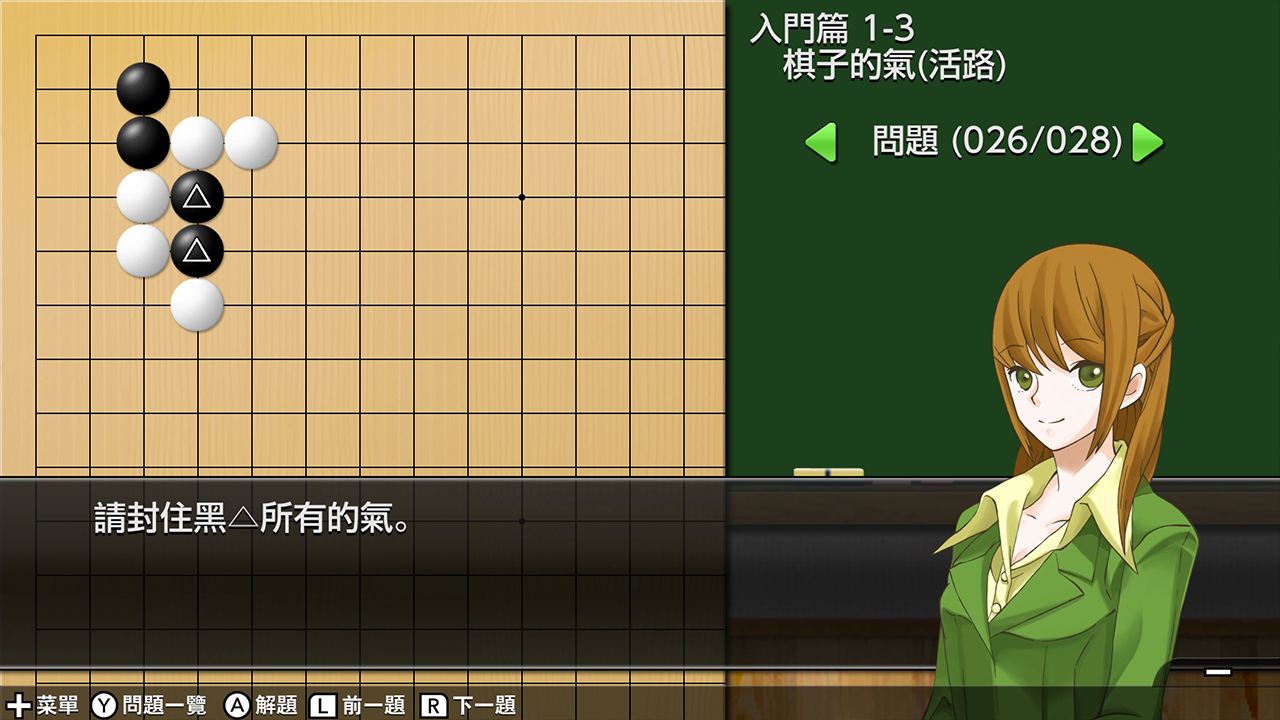 入門篇 1-3
棋子的氣(活路)
問題 (026/028)
請封住黑△所有的氣。
菜單 Y 問題一覽 A 解題 L 前一題 R 下一題